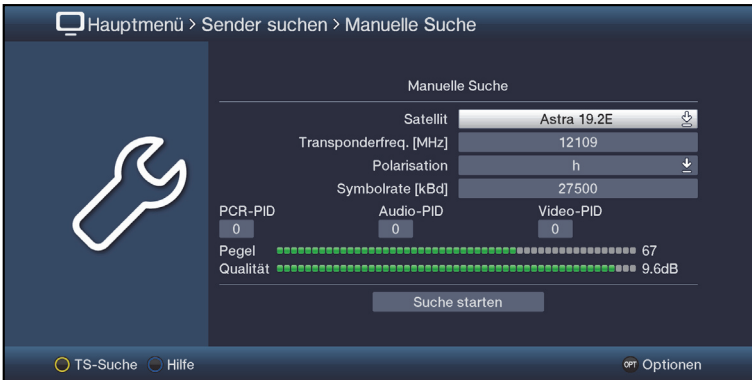 Hauptmenü > Sender suchen > Manuelle Suche
Manuelle Suche
Satellit Astra 19.2E
Transponderfreq. [MHz] 12109
Polarisation h
Symbolrate [kBd] 27500
PCR-PID Audio-PID Video-PID
0 0 0
Pegel 67
Qualität 9.6dB
Suche starten
TS-Suche Hilfe OPT Optionen